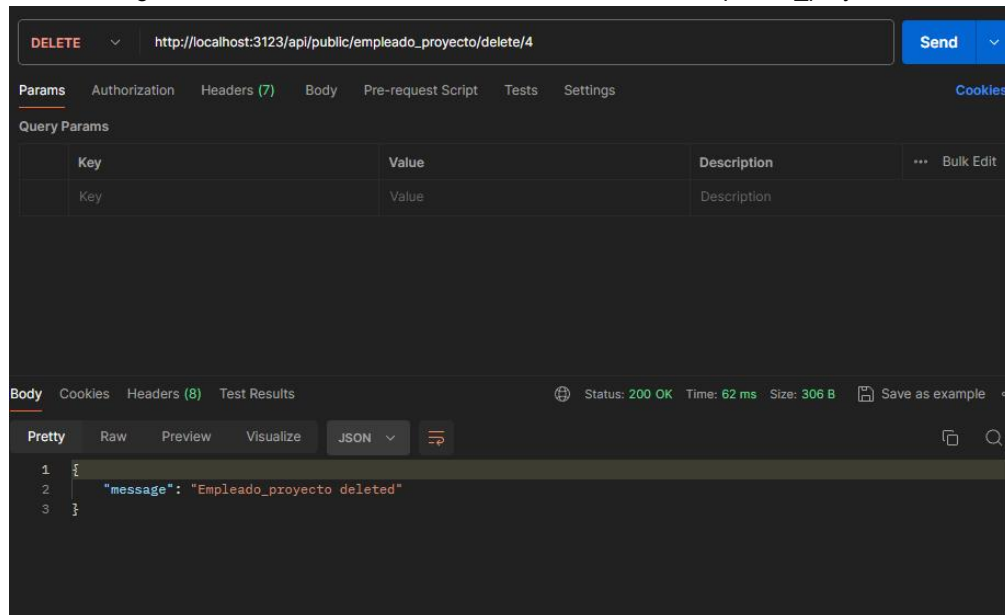 DELETE http://localhost:3123/api/public/empleado_proyecto/delete/4 Send
Params Authorization Headers (7) Body Pre-request Script Tests Settings Cookies
Query Params
Key Value Description ••• Bulk Edit
Key Value Description
Body Cookies Headers (8) Test Results Status: 200 OK Time: 62 ms Size: 306 B Save as example
Pretty Raw Preview Visualize JSON
1 {
2 "message": "Empleado_proyecto deleted"
3 }